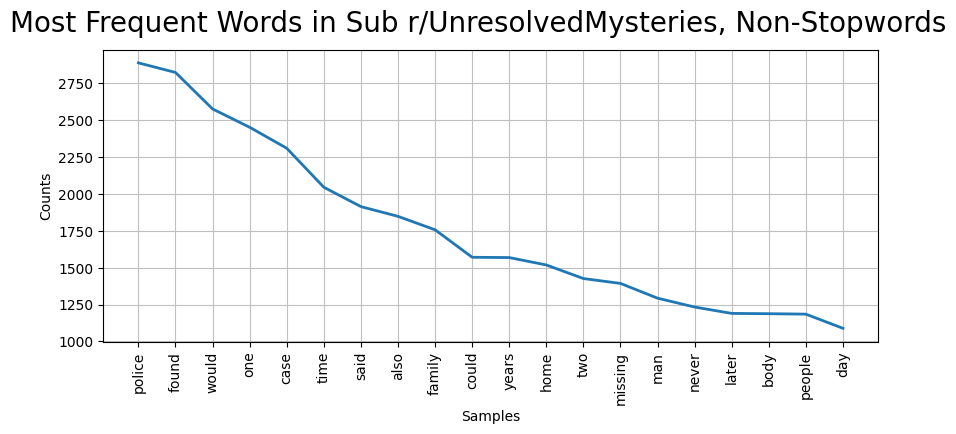 Most Frequent Words in Sub r/UnresolvedMysteries, Non-Stopwords
2750
2500
2250
2000
1750
1500
1250
1000
Counts
police
found
would
one
case
time
said
also
family
could
years
home
two
missing
man
never
later
body
people
day
Samples